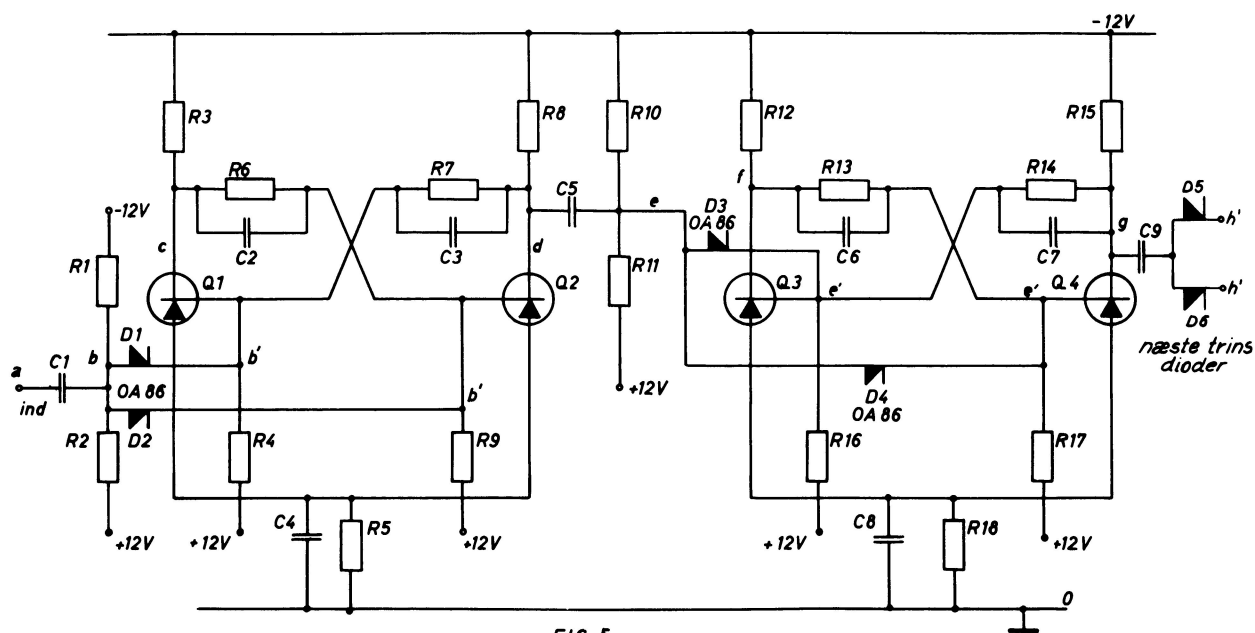 -12V
R3
R8
R10
R12
R15
R6
R7
R13
R14
C2
C3
C5
e
D3
OA 86
f
C6
C7
g
C9
D5
h'
D6
h'
næste trins
dioder
-12V
R1
c
Q1
d
Q2
R11
Q3
e'
e'
Q4
a
C1
b
D1
b'
ind
OA 86
D2
b'
+12V
D4
OA 86
R2
R4
R9
R16
R17
C4
R5
C8
R18
+12V
+12V
+12V
+12V
+12V
0
FIG. 5